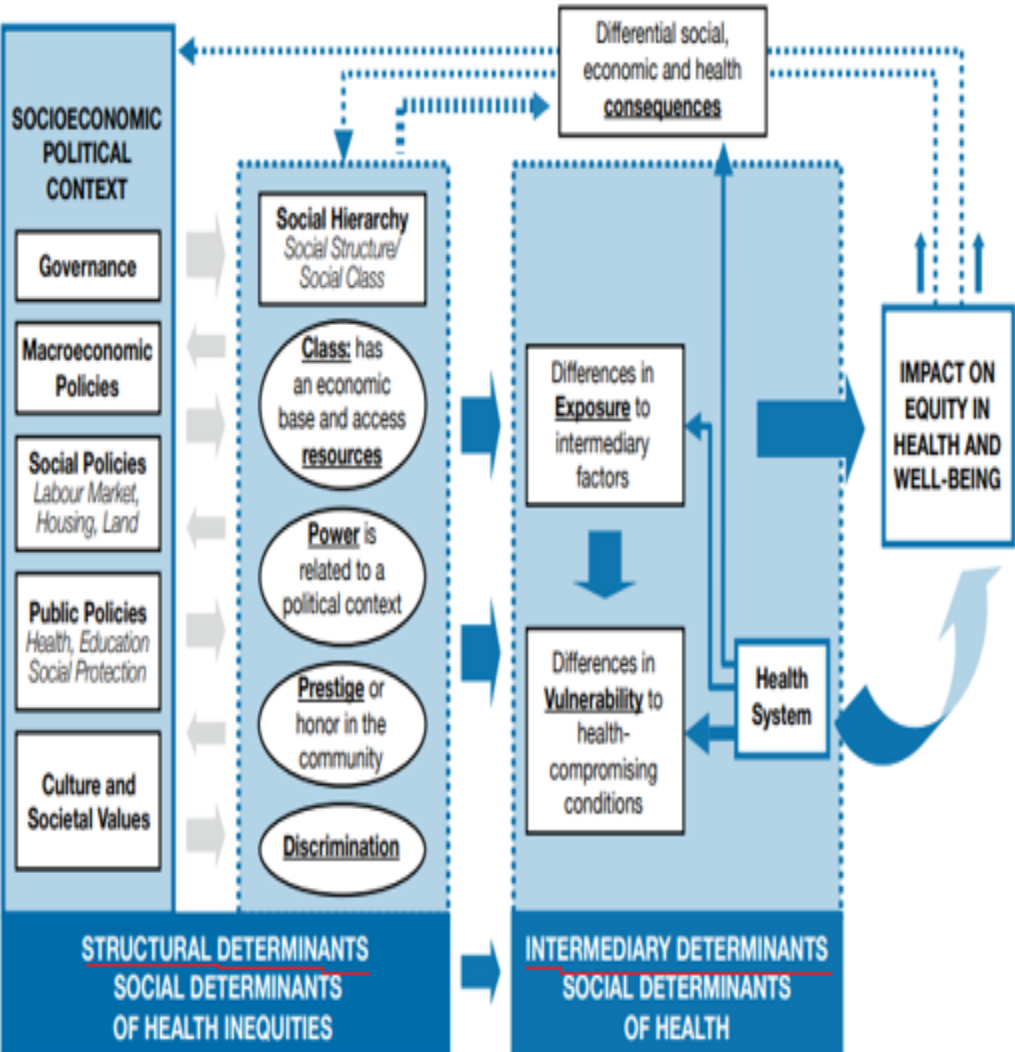 Differential social,
economic and health
consequences
SOCIOECONOMIC
POLITICAL
CONTEXT
Governance
Macroeconomic
Policies
Social Policies
Labour Market,
Housing, Land
Public Policies
Health, Education
Social Protection
Culture and
Societal Values
Social Hierarchy
Social Structure/
Social Class
Class: has
an economic
base and access
resources
Power is
related to a
political context
Prestige or
honor in the
community
Discrimination
Differences in
Exposure to
intermediary
factors
Differences in
Vulnerability to
health-
compromising
conditions
Health
System
IMPACT ON
EQUITY IN
HEALTH AND
WELL-BEING
STRUCTURAL DETERMINANTS
SOCIAL DETERMINANTS
OF HEALTH INEQUITIES
INTERMEDIARY DETERMINANTS
SOCIAL DETERMINANTS
OF HEALTH